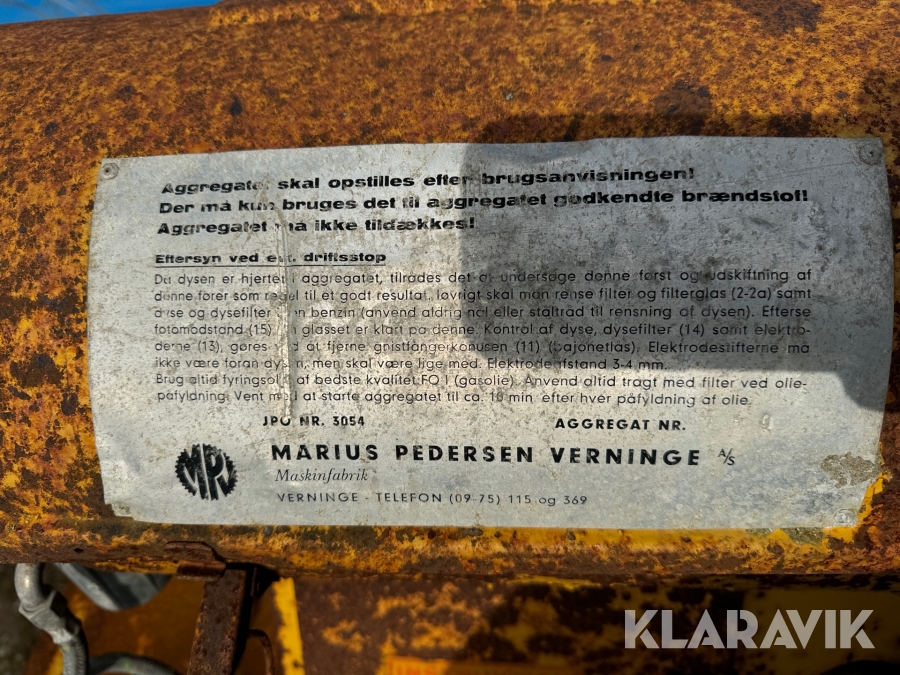 Aggregatet skal opstilles efter brugsanvisningen!
Der må kun bruges det til aggregatet godkendte brændstof!
Aggregatet må ikke tildækkes!
Eftersyn ved evt. driftsstop
Da dysen er hjertet i aggregatet, tilrådes det at undersøge denne først og udskiftning af
denne fører som regel til et godt resultat. Iøvrigt skal man rense filter og filterglas (2-2a) samt
dyse og dysefilter i ren benzin (anvend aldrig nål eller ståltråd til rensning af dysen). Efterse
fotomodstand (15) om glasset er klart på denne. Kontrol af dyse, dysefilter (14) samt elektro-
derne (13), gøres ved at fjerne gnistfangerkonusen (11) (bajonetlås). Elektrodestifterne må
ikke være foran dysen, men skal være lige med. Elektrodeafstand 3-4 mm.
Brug altid fyringsolie af bedste kvalitet FQ 1 (gasolie). Anvend altid tragt med filter ved olie-
påfyldning. Vent med at starte aggregatet til ca. 10 min. efter hver påfyldning af olie.
JPO NR. 3054 AGGREGAT NR.
MPJ
MARIUS PEDERSEN VERNINGE A/S
Maskinfabrik
VERNINGE - TELEFON (09-75) 115 og 369
KLARAVIK